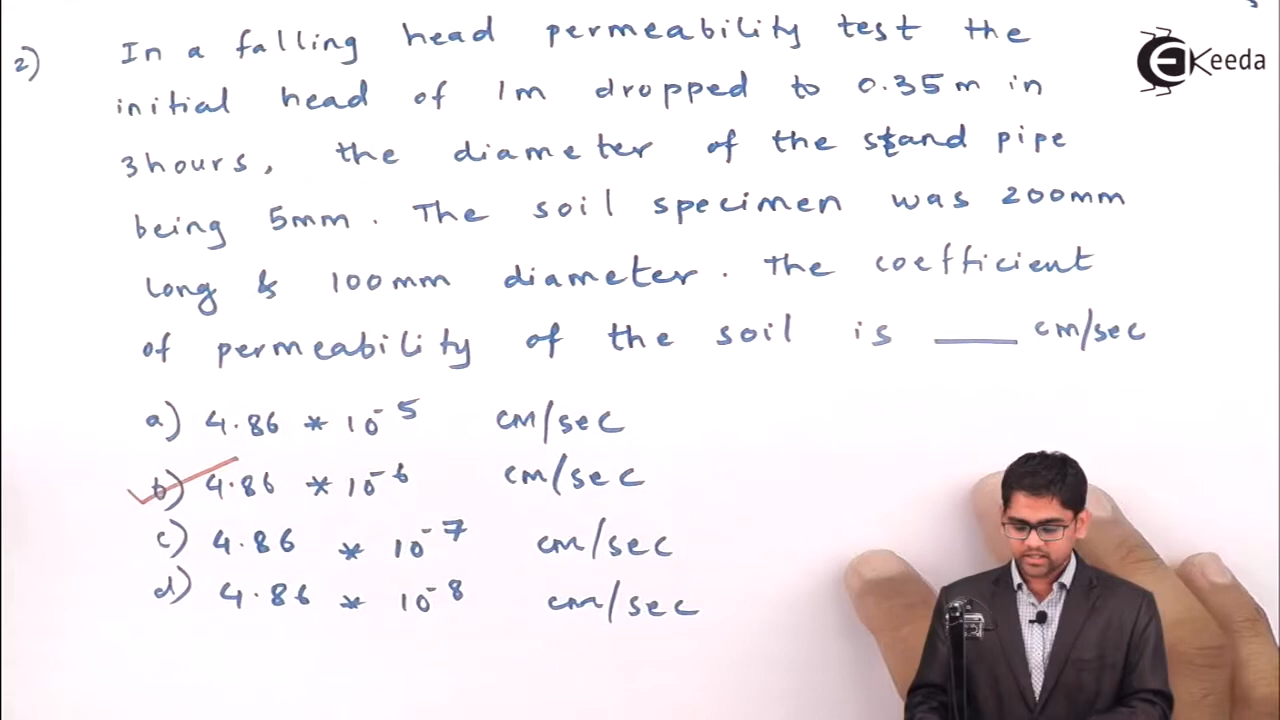 EKeeda
2) In a falling head permeability test the
initial head of 1m dropped to 0.35m in
3hours, the diameter of the stand pipe
being 5mm. The soil specimen was 200mm
long & 100mm diameter. The coefficient
of permeability of the soil is ____ cm/sec
a) 4.86 * 10⁻⁵ cm/sec
b) 4.86 * 10⁻⁶ cm/sec
c) 4.86 * 10⁻⁷ cm/sec
d) 4.86 * 10⁻⁸ cm/sec